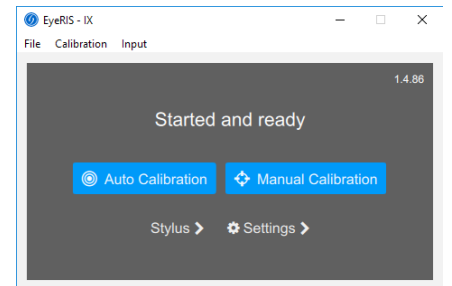 EyeRIS - IX
File Calibration Input
1.4.86
Started and ready
Auto Calibration Manual Calibration
Stylus Settings